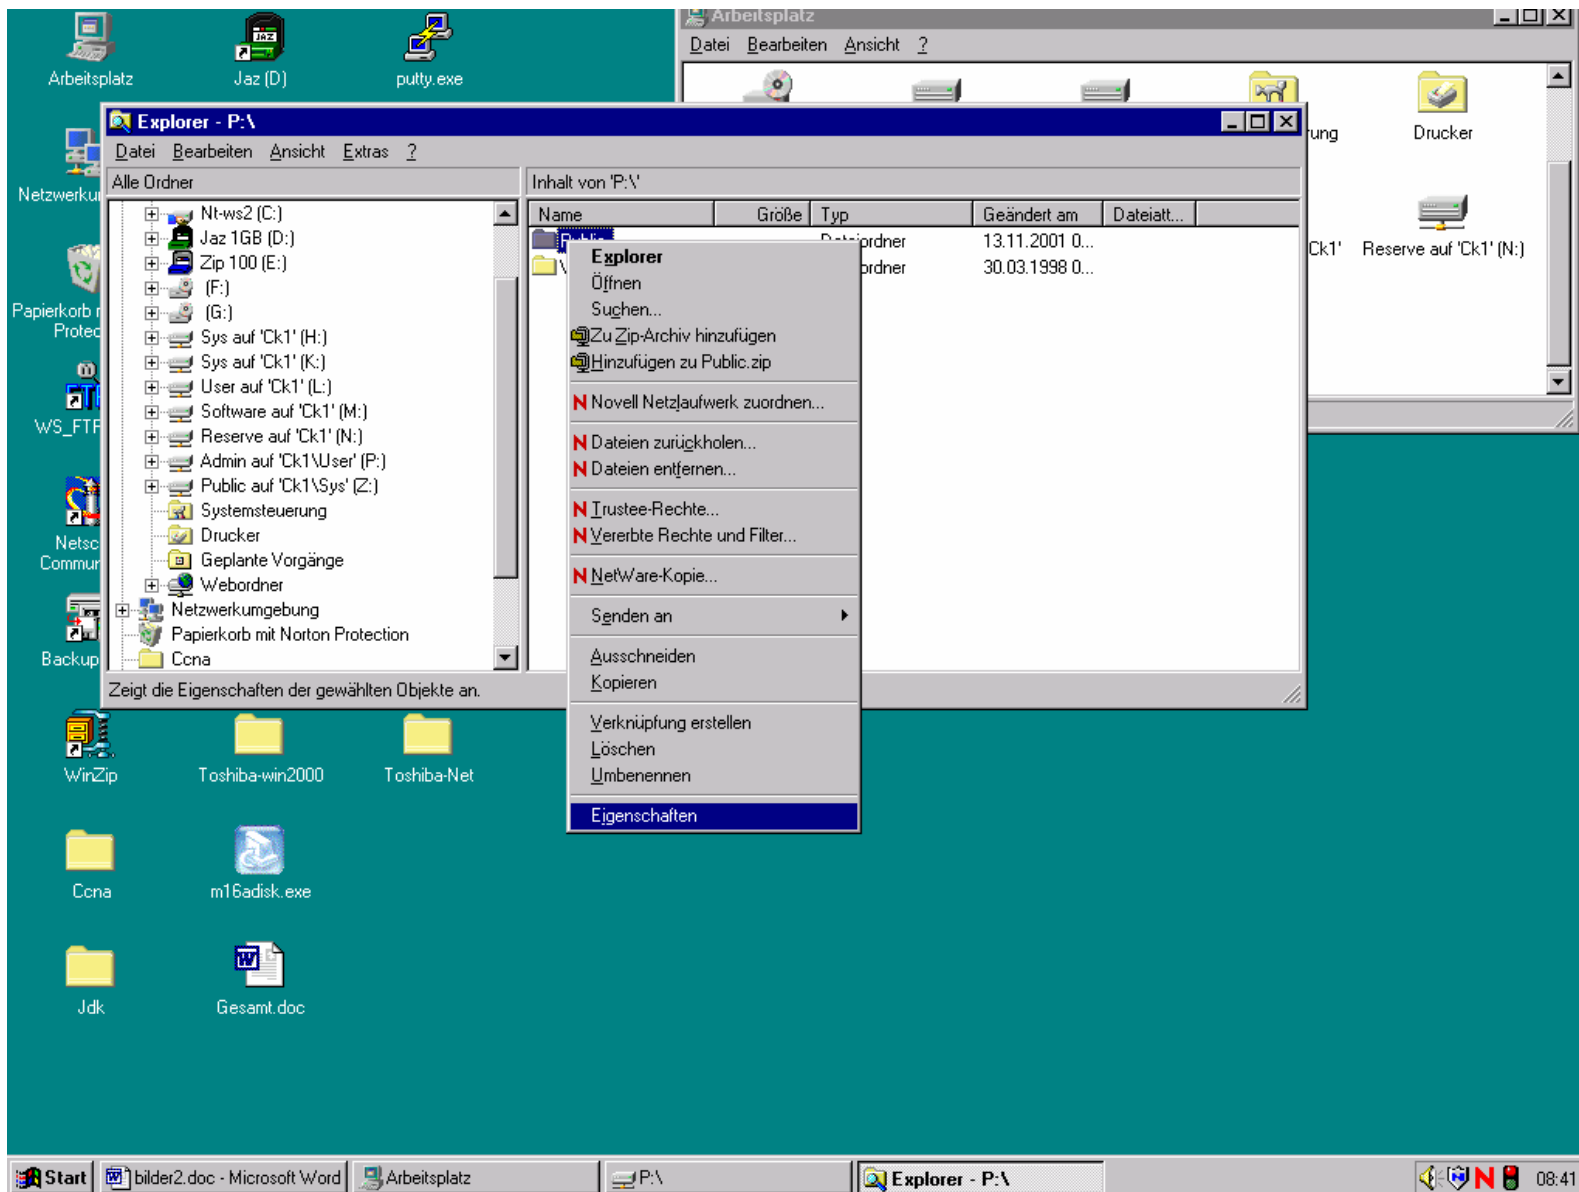 Arbeitsplatz
Jaz (D)
putty.exe
Arbeitsplatz
Datei Bearbeiten Ansicht ?
Drucker
Reserve auf 'Ck1' (N:)
Ck1'
Explorer - P:\
Datei Bearbeiten Ansicht Extras ?
Alle Ordner
Inhalt von 'P:\'
Nt-ws2 (C:)
Jaz 1GB (D:)
Zip 100 (E:)
(F:)
(G:)
Sys auf 'Ck1' (H:)
Sys auf 'Ck1' (K:)
User auf 'Ck1' (L:)
Software auf 'Ck1' (M:)
Reserve auf 'Ck1' (N:)
Admin auf 'Ck1\User' (P:)
Public auf 'Ck1\Sys' (Z:)
Systemsteuerung
Drucker
Geplante Vorgänge
Webordner
Netzwerkumgebung
Papierkorb mit Norton Protection
Ccna
Name Größe Typ Geändert am Dateiatt...
13.11.2001 0...
30.03.1998 0...
Explorer
Öffnen
Suchen...
Zu Zip-Archiv hinzufügen
Hinzufügen zu Public.zip
Novell Netzlaufwerk zuordnen...
Dateien zurückholen...
Dateien entfernen...
Trustee-Rechte...
Vererbte Rechte und Filter...
NetWare-Kopie...
Senden an
Ausschneiden
Kopieren
Verknüpfung erstellen
Löschen
Umbenennen
Eigenschaften
Zeigt die Eigenschaften der gewählten Objekte an.
Papierkorb
WS_FTP
Backup
WinZip
Toshiba-win2000
Toshiba-Net
Ccna
m16adisk.exe
Jdk
Gesamt.doc
Start
bilder2.doc - Microsoft Word
Arbeitsplatz
P:\
Explorer - P:\
08:41